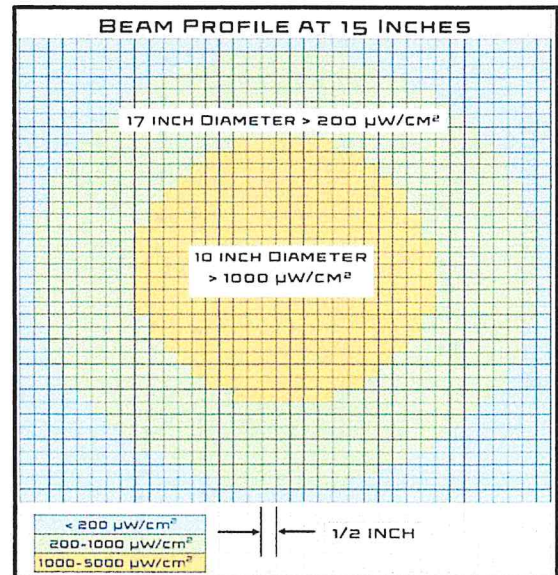 BEAM PROFILE AT 15 INCHES
17 INCH DIAMETER > 200 µW/CM²
10 INCH DIAMETER
> 1000 µW/CM²
< 200 µW/cm²
200-1000 µW/cm²
1000-5000 µW/cm²
1/2 INCH